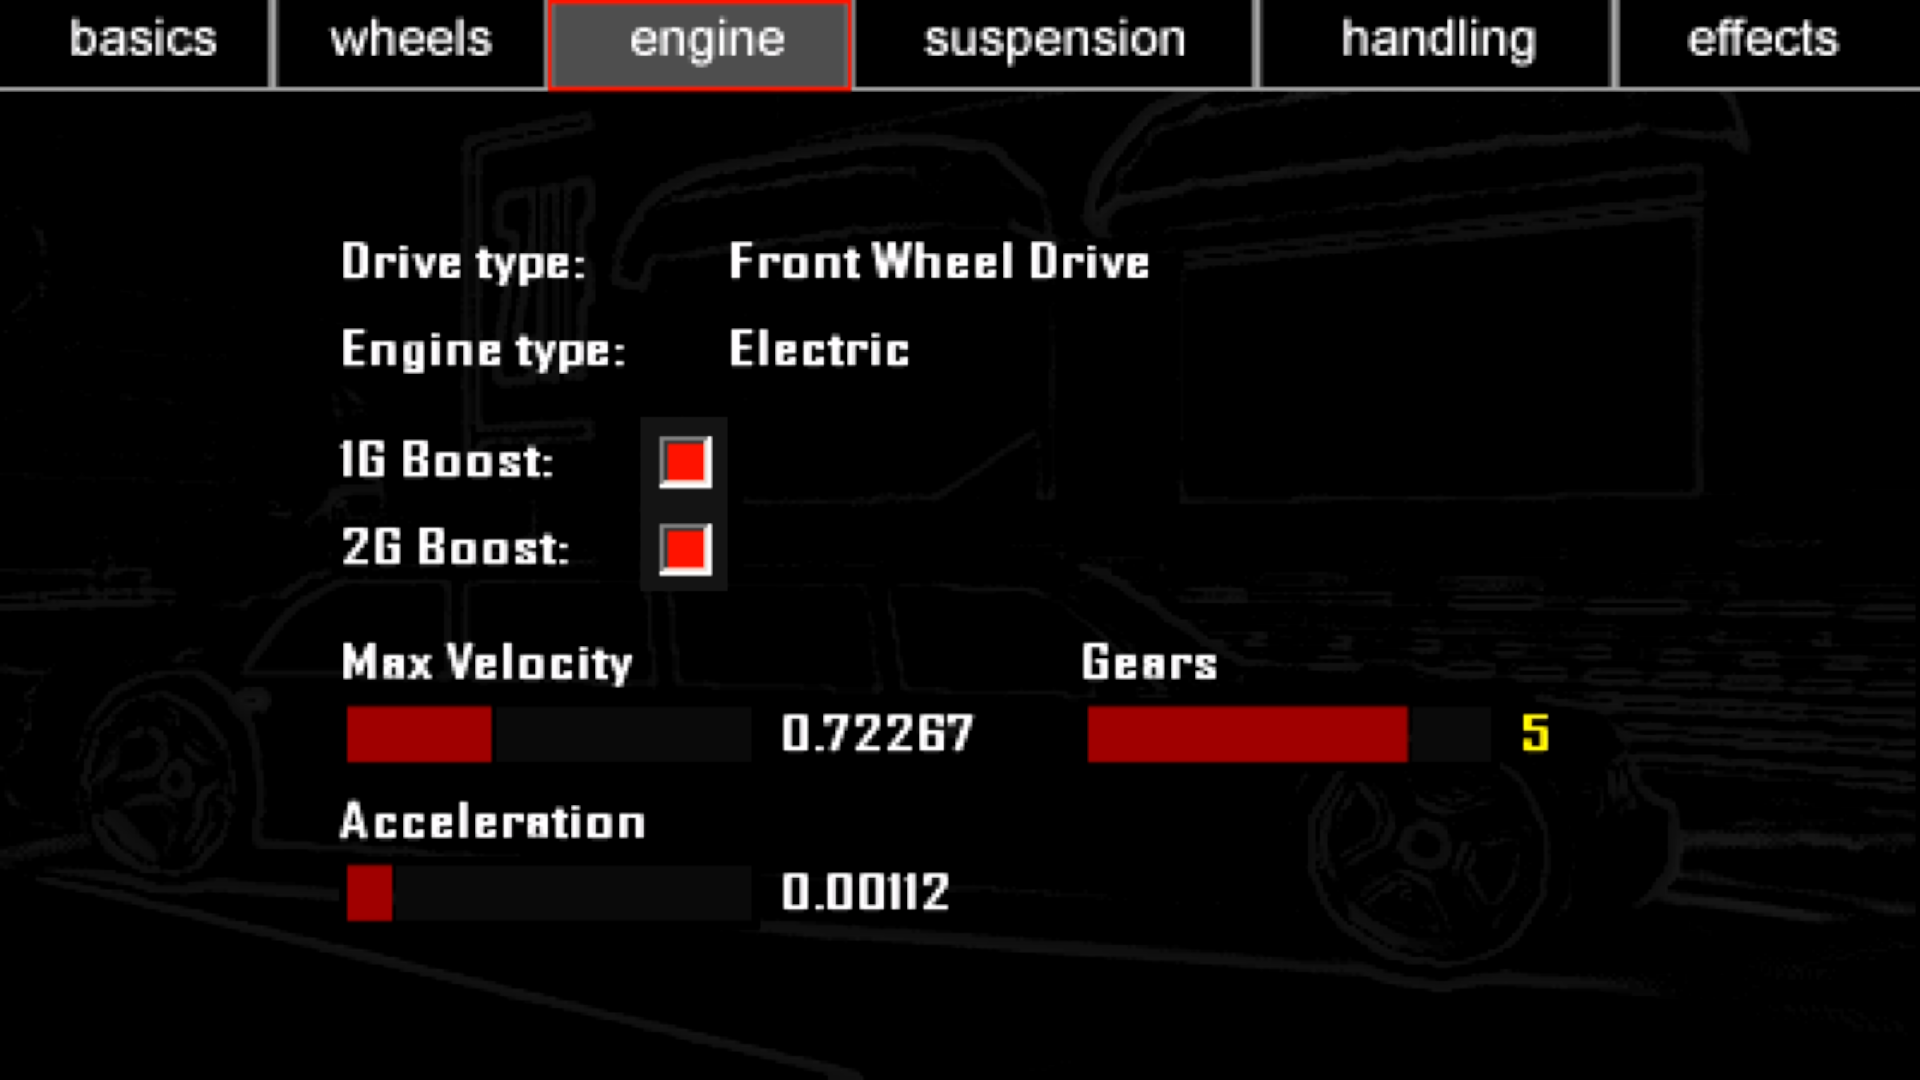 basics wheels engine suspension handling effects
Drive type: Front Wheel Drive
Engine type: Electric
1G Boost:
2G Boost:
Max Velocity Gears
0.72267 5
Acceleration
0.00112